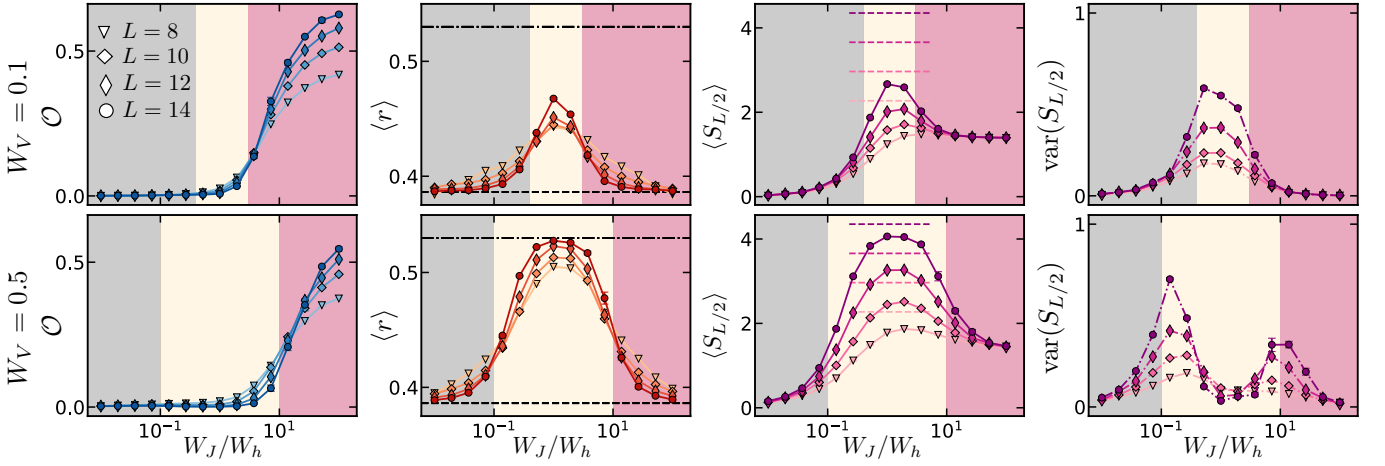 W_V = 0.1
O
0.5
0.0
L = 8
L = 10
L = 12
L = 14
⟨r⟩
0.5
0.4
⟨S_{L/2}⟩
4
2
0
var(S_{L/2})
1
0
W_V = 0.5
O
0.5
0.0
10^{-1}
10^{1}
W_J/W_h
⟨r⟩
0.5
0.4
10^{-1}
10^{1}
W_J/W_h
⟨S_{L/2}⟩
4
2
0
10^{-1}
10^{1}
W_J/W_h
var(S_{L/2})
1
0
10^{-1}
10^{1}
W_J/W_h